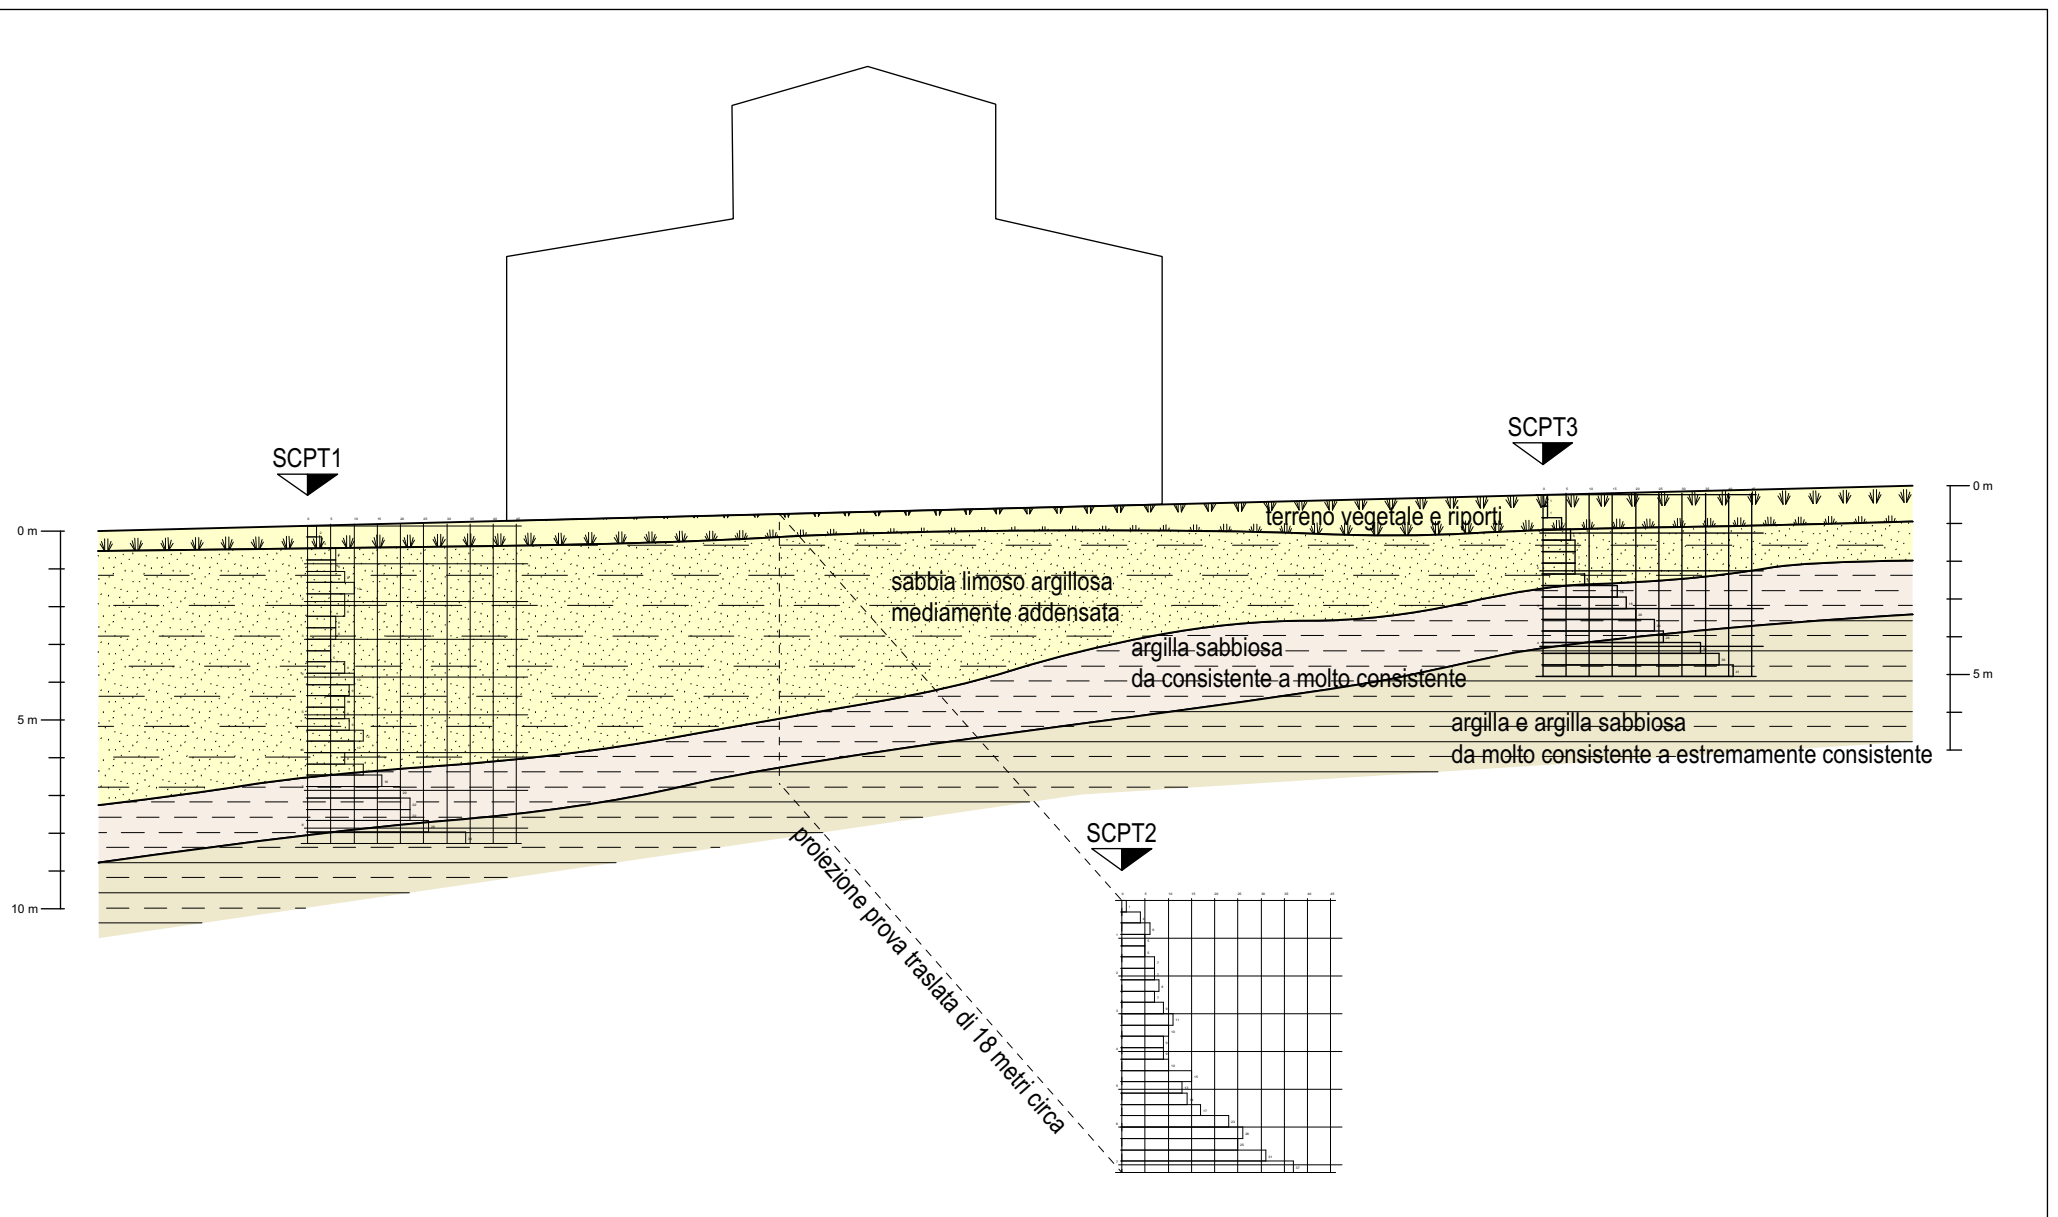 SCPT3
SCPT1
0 m
0 m
terreno vegetale e riporti
sabbia limoso argillosa
mediamente addensata
argilla sabbiosa
da consistente a molto consistente
5 m
5 m
argilla e argilla sabbiosa
da molto consistente a estremamente consistente
10 m
SCPT2
proiezione prova traslata di 18 metri circa